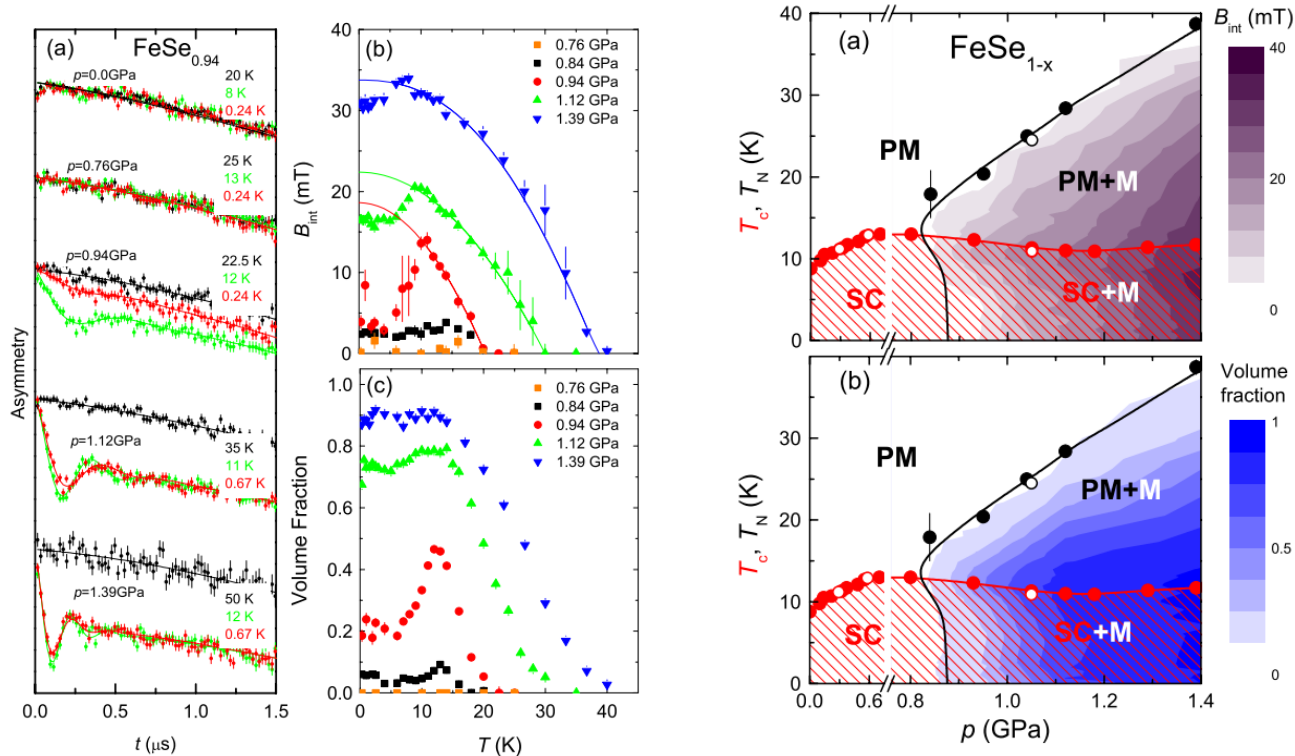 (a) FeSe0.94
p=0.0GPa
20 K
8 K
0.24 K
p=0.76GPa
25 K
13 K
0.24 K
p=0.94GPa
22.5 K
12 K
0.24 K
p=1.12GPa
35 K
11 K
0.67 K
p=1.39GPa
50 K
12 K
0.67 K
Asymmetry
0.0 0.5 1.0 1.5
t (μs)
(b)
0.76 GPa
0.84 GPa
0.94 GPa
1.12 GPa
1.39 GPa
Bint (mT)
40
30
20
10
0
(c)
0.76 GPa
0.84 GPa
0.94 GPa
1.12 GPa
1.39 GPa
Volume Fraction
1.0
0.8
0.6
0.4
0.2
0.0
0 10 20 30 40
T (K)
(a) FeSe1-x
Tc, TN (K)
40
30
20
10
0
PM
PM+M
SC
SC+M
Bint (mT)
40
20
0
(b)
Tc, TN (K)
30
20
10
0
PM
PM+M
SC
SC+M
Volume
fraction
1
0.5
0
0.0 0.6 0.8 1.0 1.2 1.4
p (GPa)